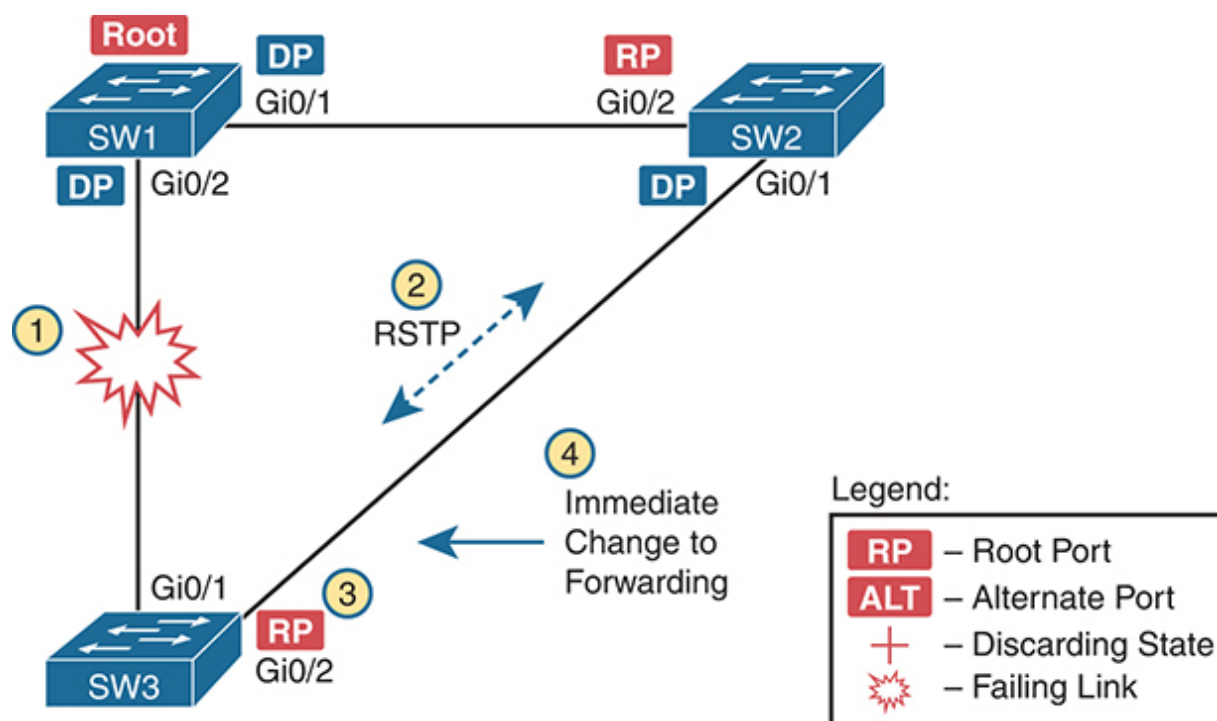 Root
DP
Gi0/1
RP
Gi0/2
SW1
SW2
DP
Gi0/2
DP
Gi0/1
1
2
RSTP
4
Immediate
Change to
Forwarding
Gi0/1
3
RP
Gi0/2
SW3
Legend:
RP – Root Port
ALT – Alternate Port
– Discarding State
– Failing Link